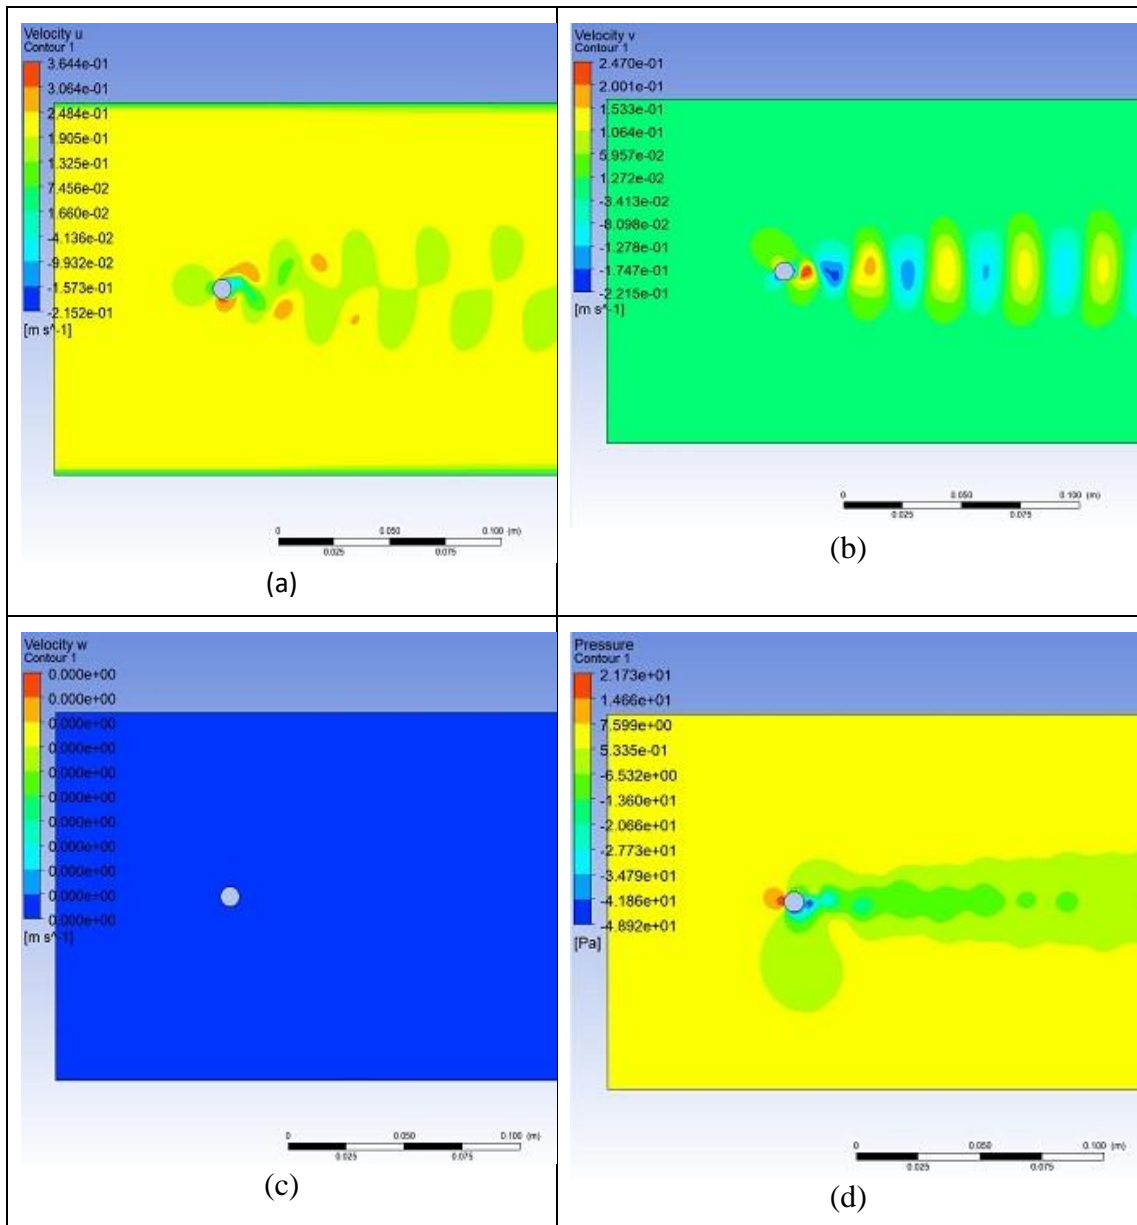 Velocity u
Contour 1
3.644e-01
3.064e-01
2.484e-01
1.905e-01
1.325e-01
7.456e-02
1.660e-02
-4.136e-02
-9.932e-02
-1.573e-01
-2.152e-01
[m s^-1]
0 0.050 0.100 (m)
0.025 0.075
(a)
Velocity v
Contour 1
2.470e-01
2.001e-01
1.533e-01
1.064e-01
5.957e-02
1.272e-02
-3.413e-02
-8.098e-02
-1.278e-01
-1.747e-01
-2.215e-01
[m s^-1]
0 0.050 0.100 (m)
0.025 0.075
(b)
Velocity w
Contour 1
0.000e+00
0.000e+00
0.000e+00
0.000e+00
0.000e+00
0.000e+00
0.000e+00
0.000e+00
0.000e+00
0.000e+00
0.000e+00
[m s^-1]
0 0.050 0.100 (m)
0.025 0.075
(c)
Pressure
Contour 1
2.173e+01
1.466e+01
7.599e+00
5.335e-01
-6.532e+00
-1.360e+01
-2.066e+01
-2.773e+01
-3.479e+01
-4.186e+01
-4.892e+01
[Pa]
0 0.050 0.100 (m)
0.025 0.075
(d)